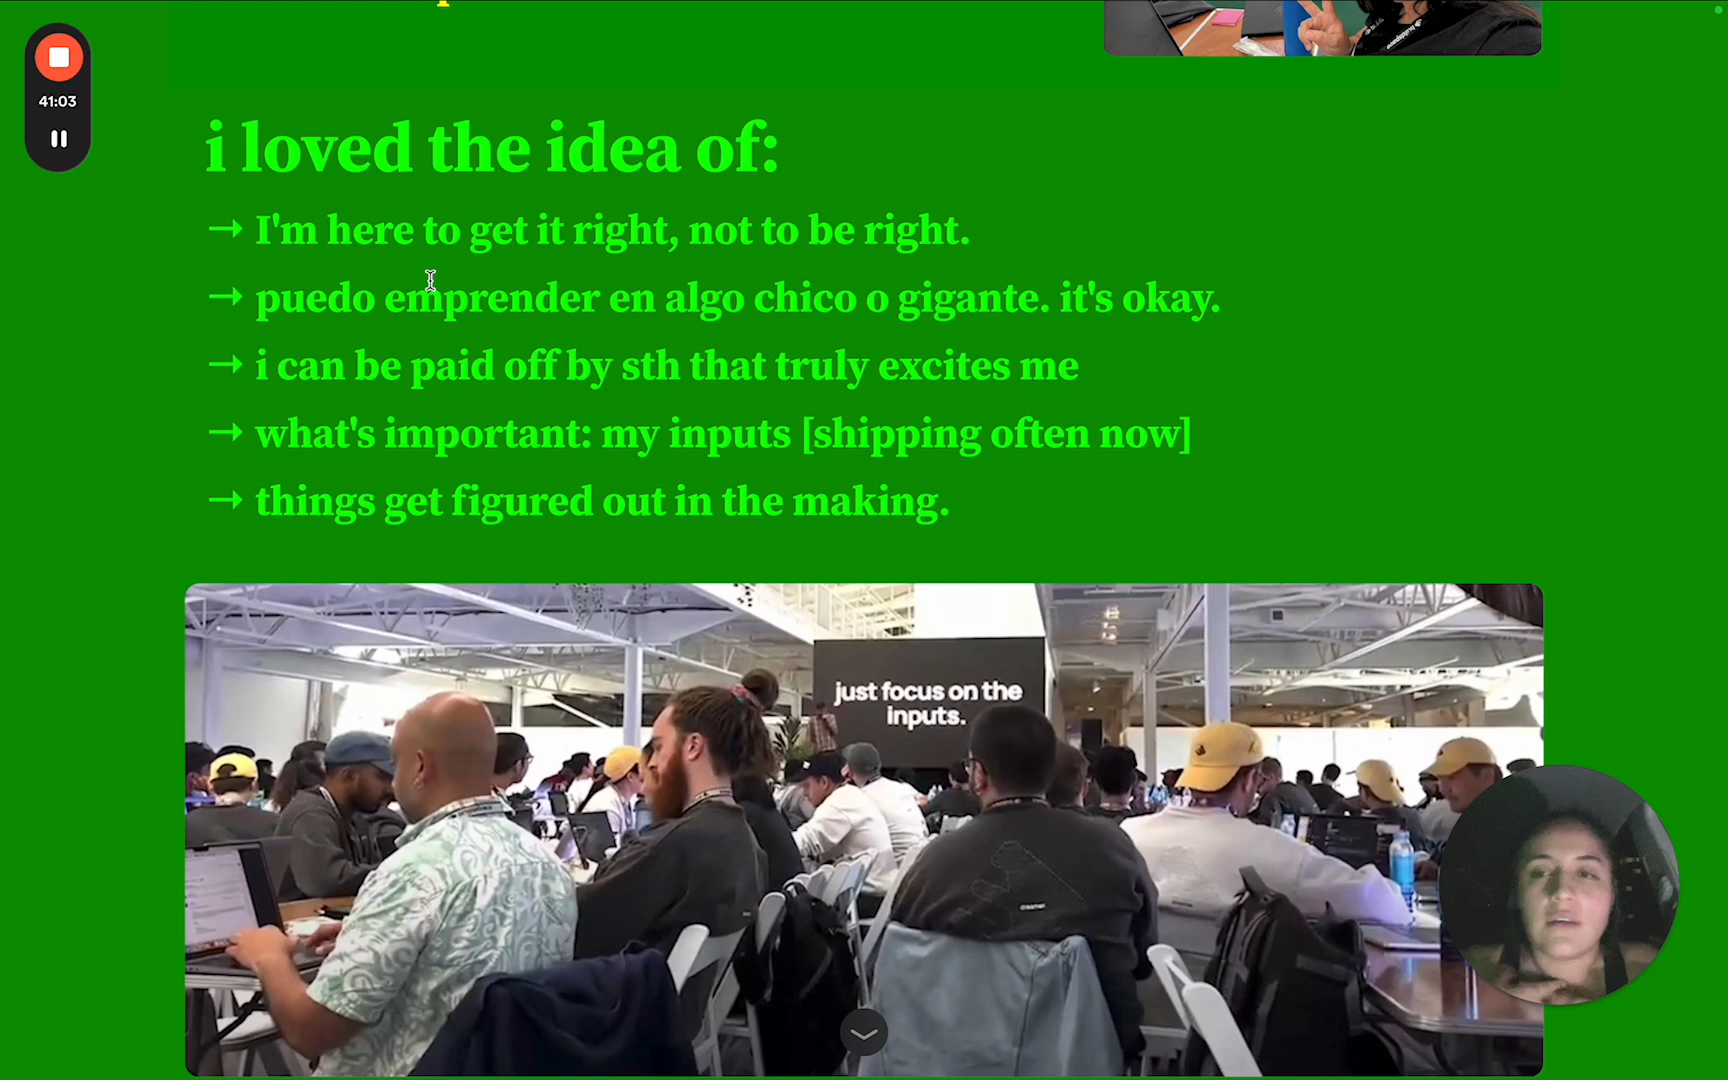 41:03
i loved the idea of:
→ I'm here to get it right, not to be right.
→ puedo emprender en algo chico o gigante. it's okay.
→ i can be paid off by sth that truly excites me
→ what's important: my inputs [shipping often now]
→ things get figured out in the making.
just focus on the
inputs.